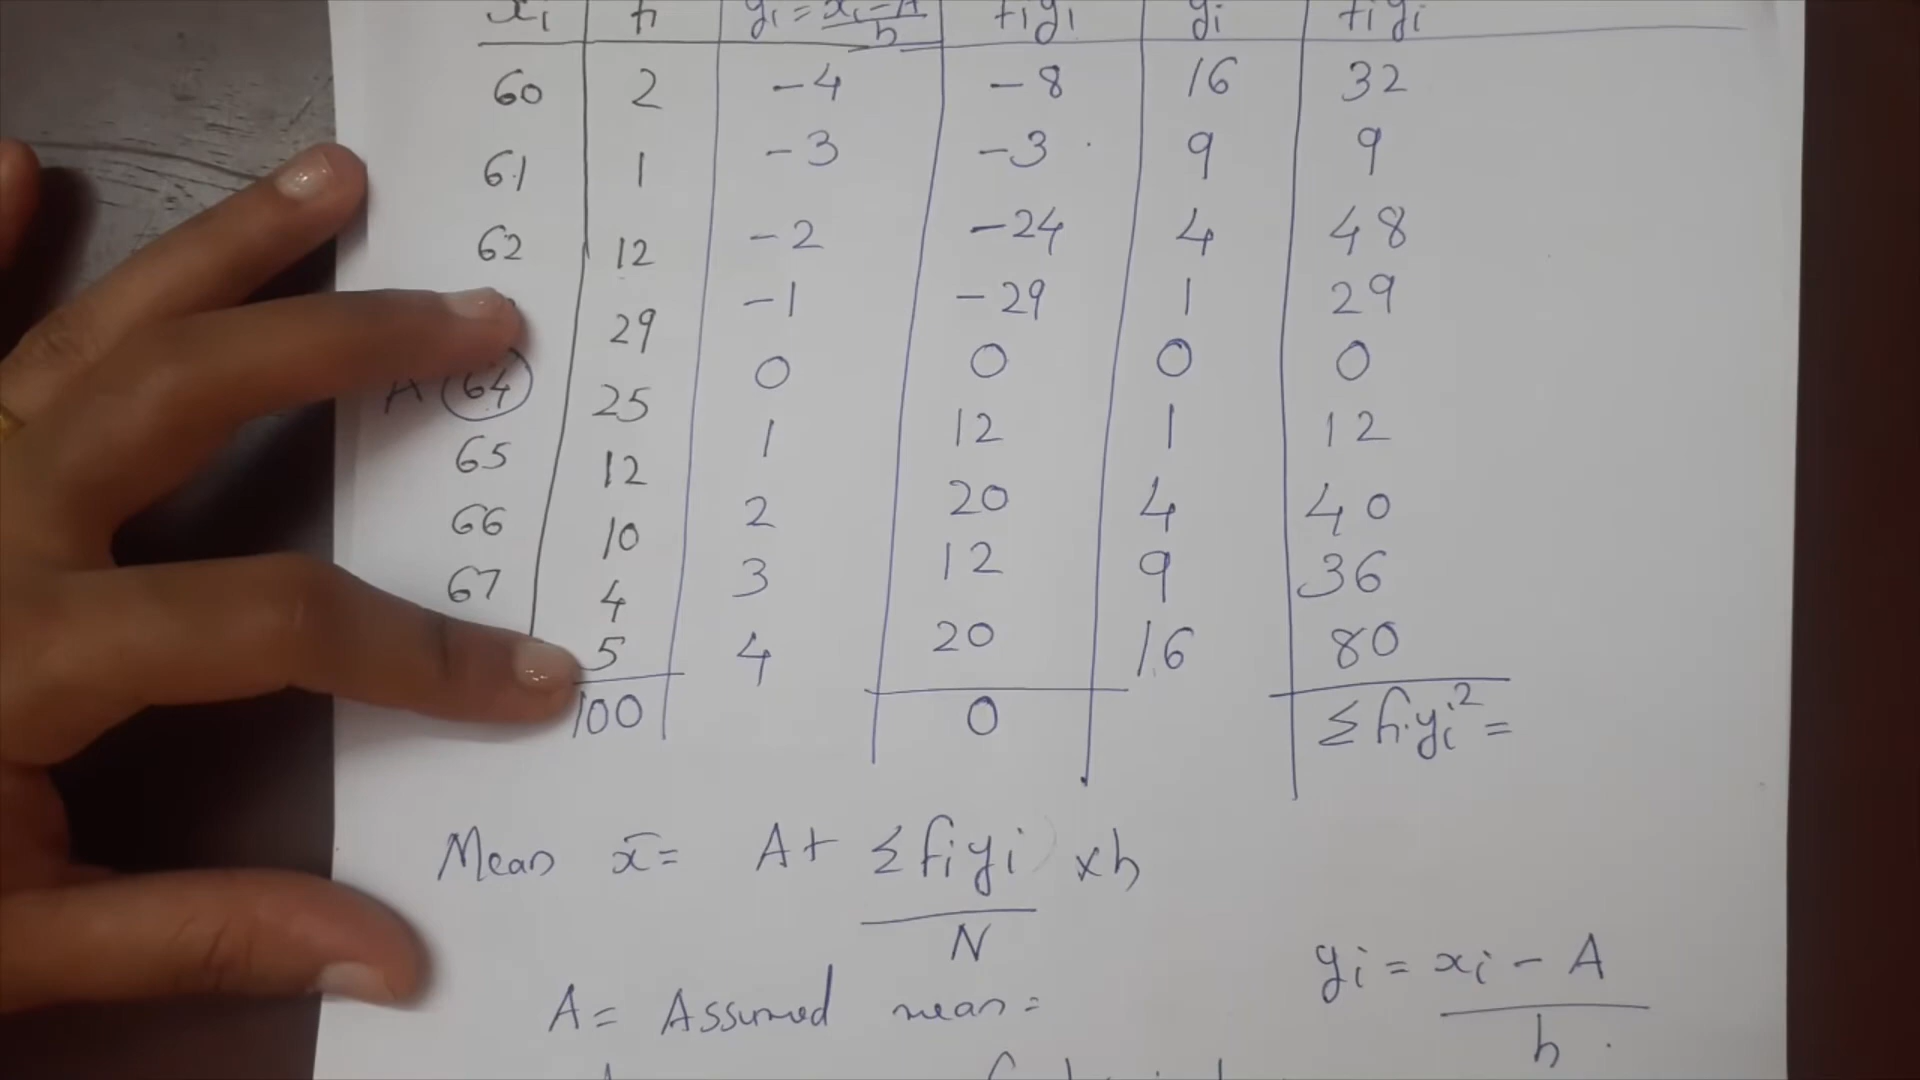 xi fi yi = xi - A / h fiyi yi fiyi
60 2 -4 -8 16 32
61 1 -3 -3 9 9
62 12 -2 -24 4 48
29 -1 -29 1 29
A 64 25 0 0 0 0
65 12 1 12 1 12
66 10 2 20 4 40
67 4 3 12 9 36
5 4 20 16 80
100 0 Σfiyi² =
Mean x̄ = A + Σfiyi / N × h
A = Assumed mean =
yi = xi - A / h